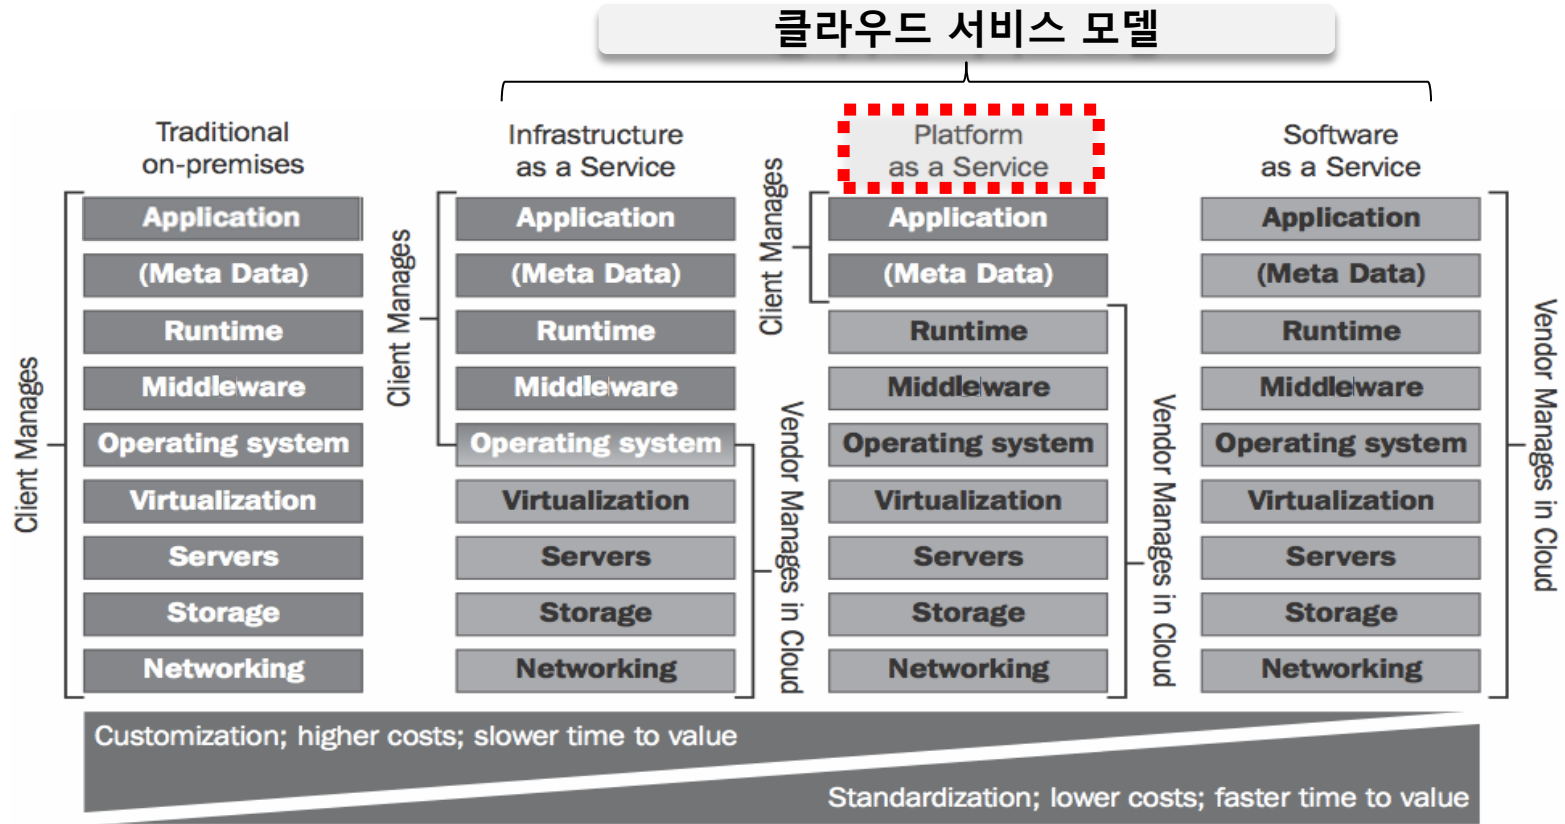 클라우드 서비스 모델
Traditional
on-premises
Client Manages
Application
(Meta Data)
Runtime
Middleware
Operating system
Virtualization
Servers
Storage
Networking
Infrastructure
as a Service
Client Manages
Application
(Meta Data)
Runtime
Middleware
Operating system
Virtualization
Servers
Storage
Networking
Vendor Manages in Cloud
Platform
as a Service
Client Manages
Application
(Meta Data)
Runtime
Middleware
Operating system
Virtualization
Servers
Storage
Networking
Vendor Manages in Cloud
Software
as a Service
Application
(Meta Data)
Runtime
Middleware
Operating system
Virtualization
Servers
Storage
Networking
Vendor Manages in Cloud
Customization; higher costs; slower time to value
Standardization; lower costs; faster time to value